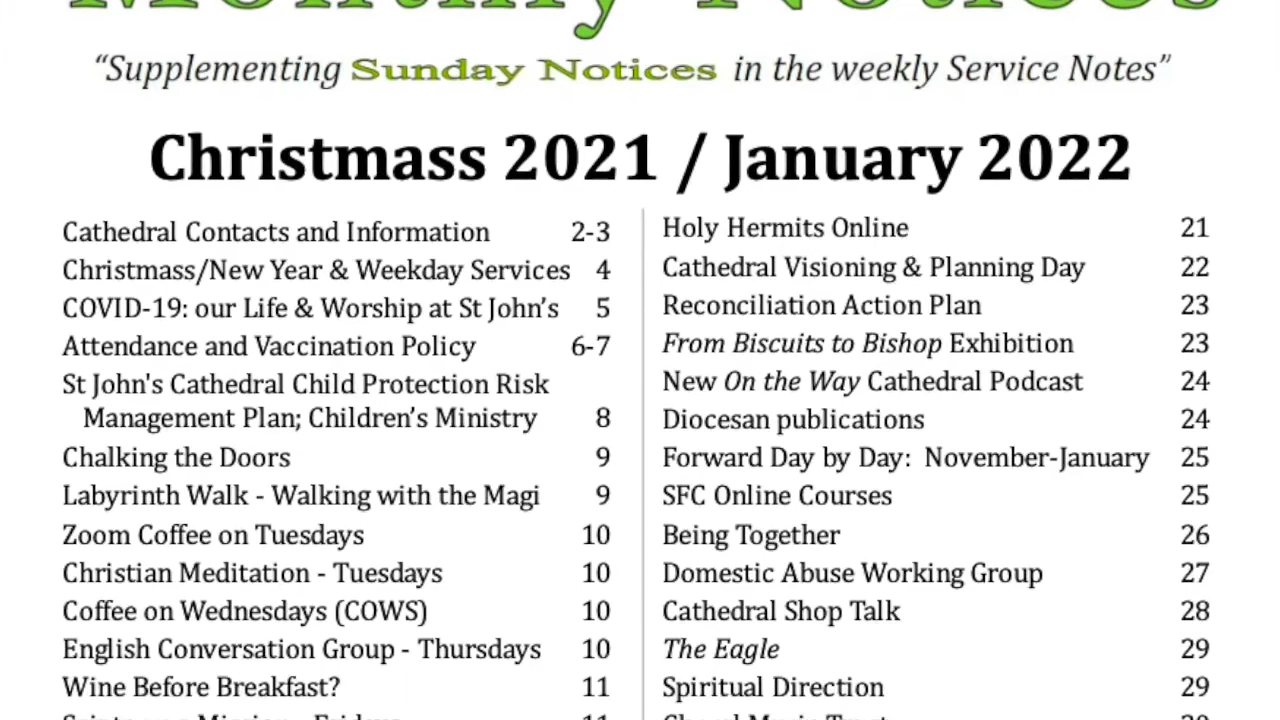 Monthly Notices
“Supplementing Sunday Notices in the weekly Service Notes”
Christmass 2021 / January 2022
Cathedral Contacts and Information 2-3
Christmass/New Year & Weekday Services 4
COVID-19: our Life & Worship at St John’s 5
Attendance and Vaccination Policy 6-7
St John's Cathedral Child Protection Risk
Management Plan; Children’s Ministry 8
Chalking the Doors 9
Labyrinth Walk - Walking with the Magi 9
Zoom Coffee on Tuesdays 10
Christian Meditation - Tuesdays 10
Coffee on Wednesdays (COWS) 10
English Conversation Group - Thursdays 10
Wine Before Breakfast? 11
Holy Hermits Online 21
Cathedral Visioning & Planning Day 22
Reconciliation Action Plan 23
From Biscuits to Bishop Exhibition 23
New On the Way Cathedral Podcast 24
Diocesan publications 24
Forward Day by Day: November-January 25
SFC Online Courses 25
Being Together 26
Domestic Abuse Working Group 27
Cathedral Shop Talk 28
The Eagle 29
Spiritual Direction 29